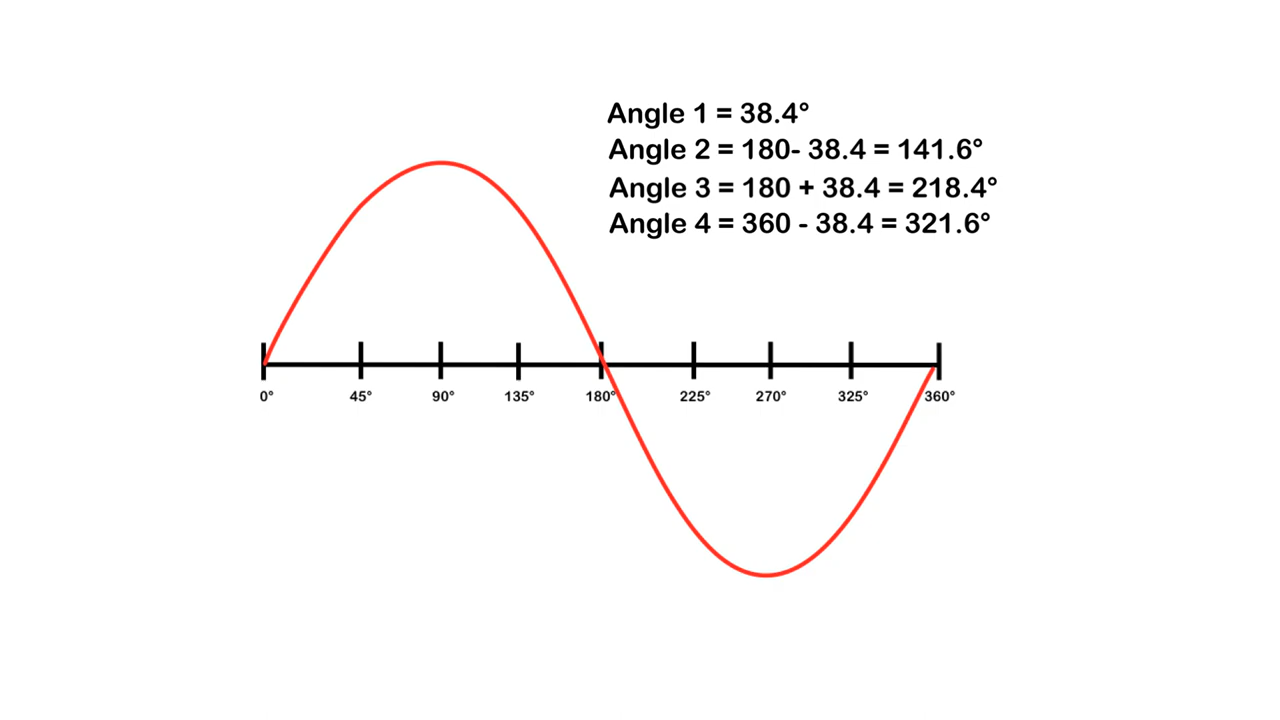 Angle 1 = 38.4°
Angle 2 = 180- 38.4 = 141.6°
Angle 3 = 180 + 38.4 = 218.4°
Angle 4 = 360 - 38.4 = 321.6°
0° 45° 90° 135° 180° 225° 270° 325° 360°